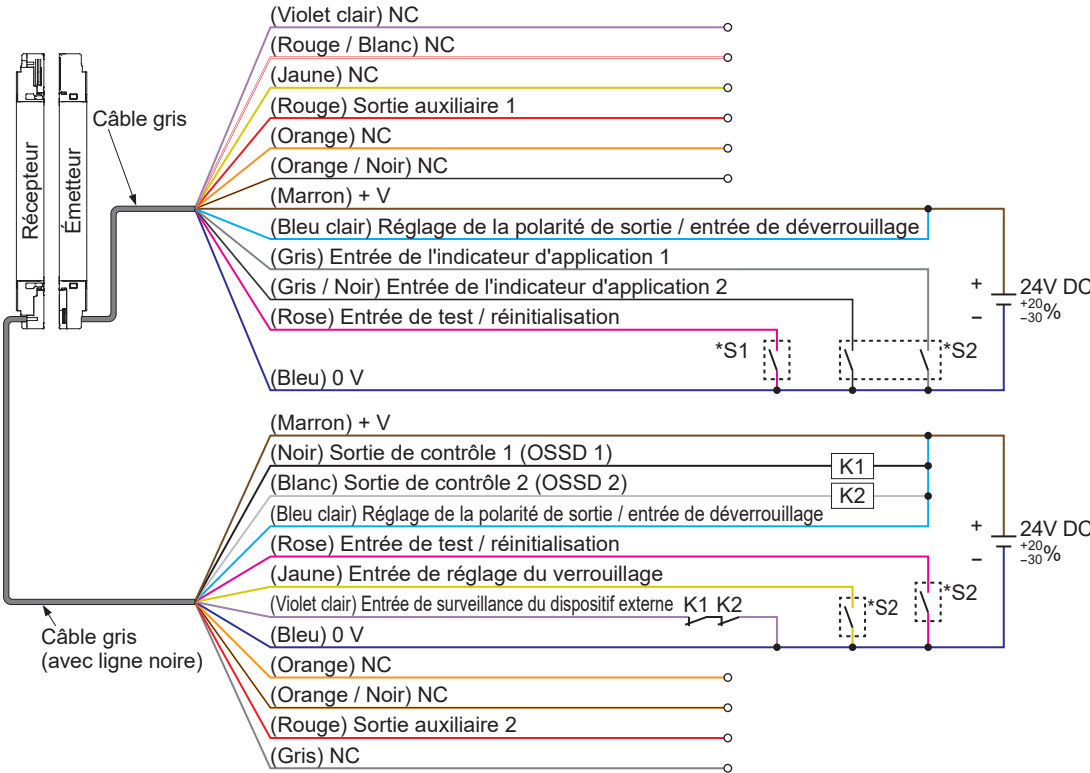 (Violet clair) NC
(Rouge / Blanc) NC
(Jaune) NC
(Rouge) Sortie auxiliaire 1
(Orange) NC
(Orange / Noir) NC
(Marron) + V
(Bleu clair) Réglage de la polarité de sortie / entrée de déverrouillage
(Gris) Entrée de l'indicateur d'application 1
(Gris / Noir) Entrée de l'indicateur d'application 2
(Rose) Entrée de test / réinitialisation
(Bleu) 0 V
Câble gris
Récepteur
Émetteur
*S1
*S2
+
−
24V DC
+20
−30 %
(Marron) + V
(Noir) Sortie de contrôle 1 (OSSD 1)
K1
(Blanc) Sortie de contrôle 2 (OSSD 2)
K2
(Bleu clair) Réglage de la polarité de sortie / entrée de déverrouillage
(Rose) Entrée de test / réinitialisation
(Jaune) Entrée de réglage du verrouillage
(Violet clair) Entrée de surveillance du dispositif externe K1 K2
(Bleu) 0 V
*S2
*S2
+
−
24V DC
+20
−30 %
(Orange) NC
(Orange / Noir) NC
(Rouge) Sortie auxiliaire 2
(Gris) NC
Câble gris
(avec ligne noire)